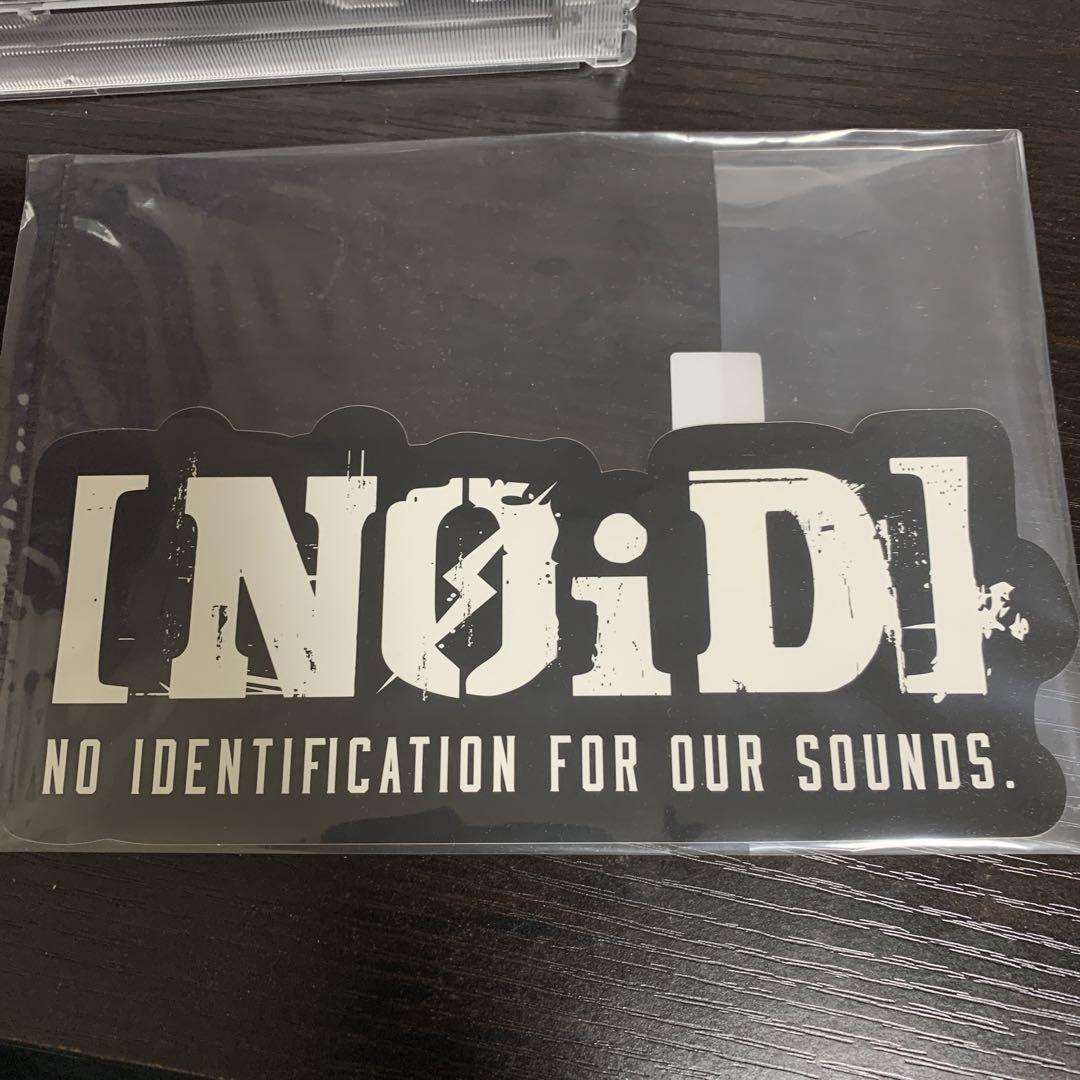 [NØiD]
NO IDENTIFICATION FOR OUR SOUNDS.